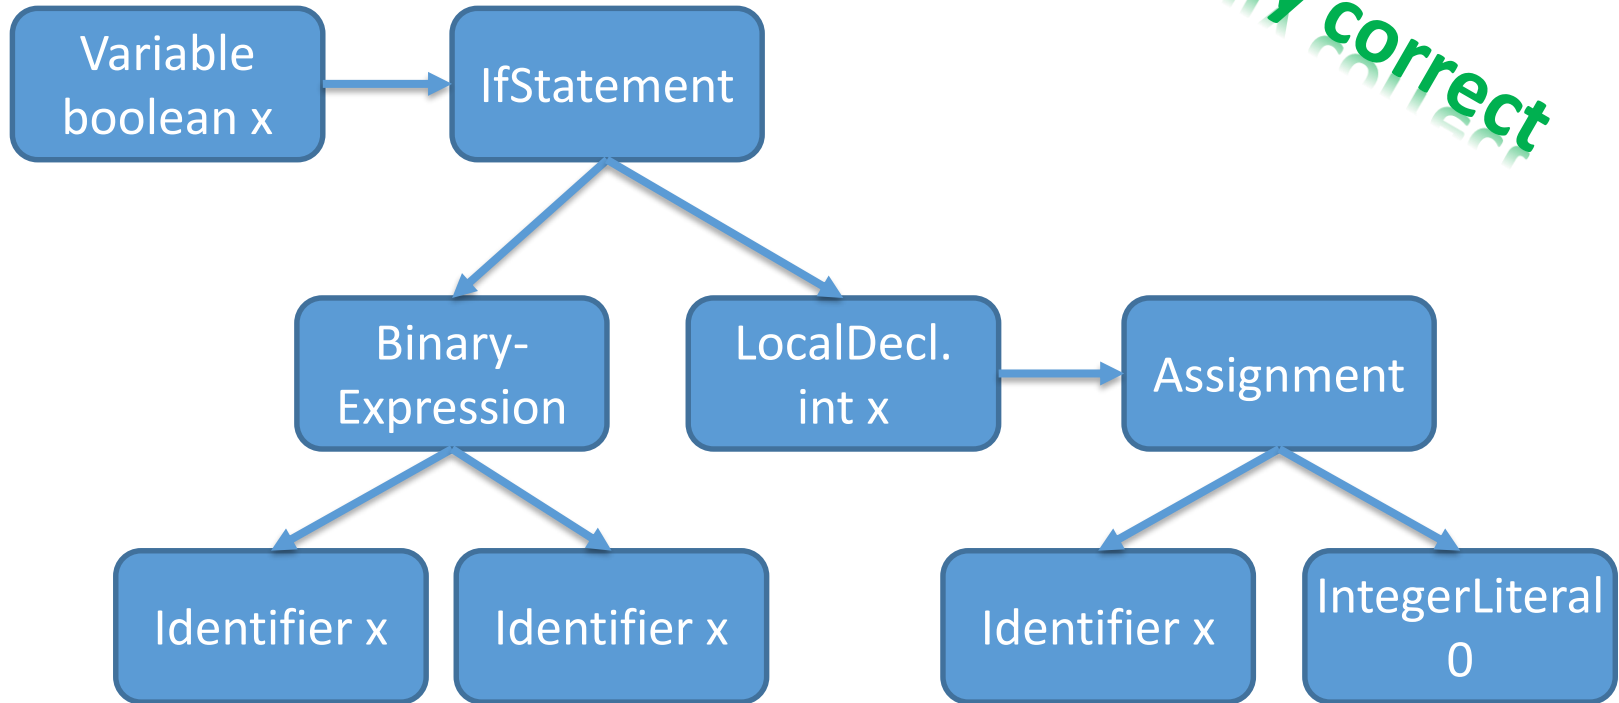 correct
Variable
boolean x
IfStatement
Binary-
Expression
LocalDecl.
int x
Assignment
Identifier x
Identifier x
Identifier x
IntegerLiteral
0